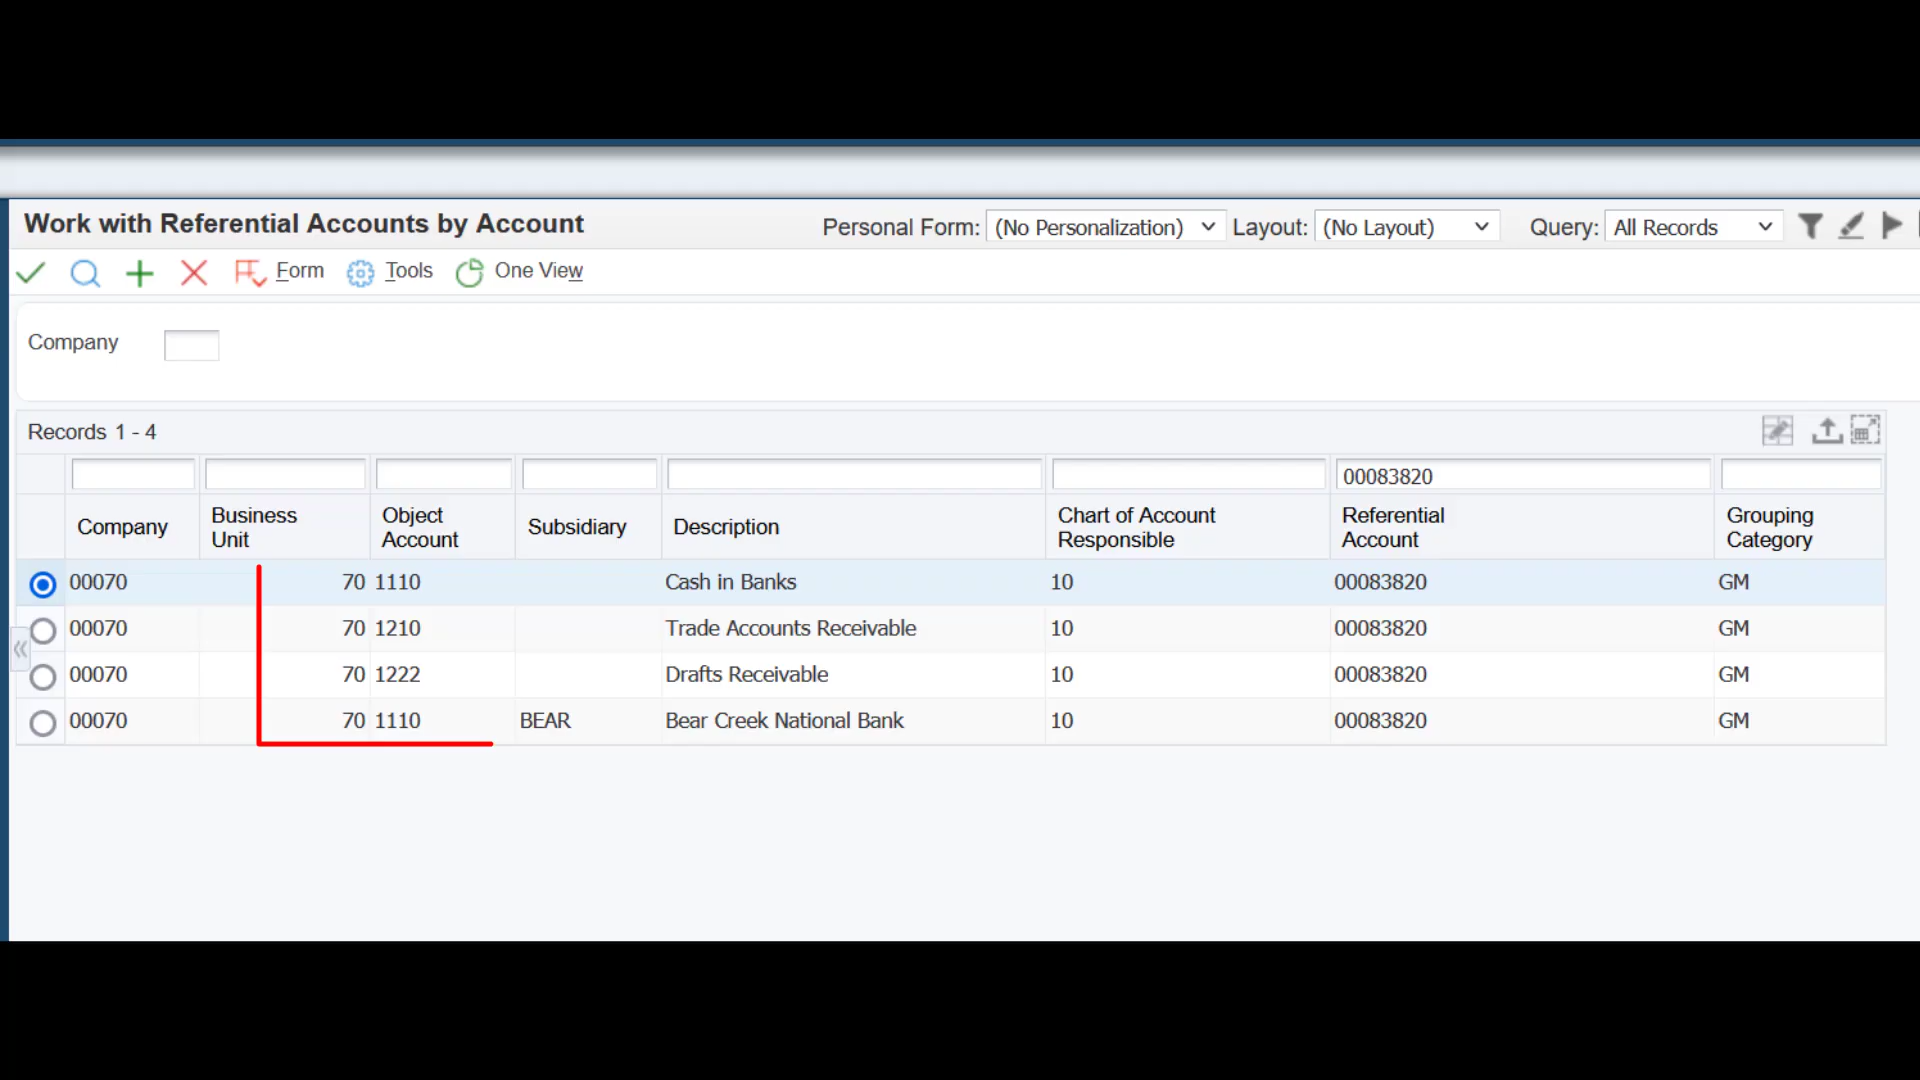 Work with Referential Accounts by Account
Personal Form: (No Personalization) Layout: (No Layout) Query: All Records
Form Tools One View
Company
Records 1 - 4
00083820
Company Business Unit Object Account Subsidiary Description Chart of Account Responsible Referential Account Grouping Category
00070 70 1110 Cash in Banks 10 00083820 GM
00070 70 1210 Trade Accounts Receivable 10 00083820 GM
00070 70 1222 Drafts Receivable 10 00083820 GM
00070 70 1110 BEAR Bear Creek National Bank 10 00083820 GM